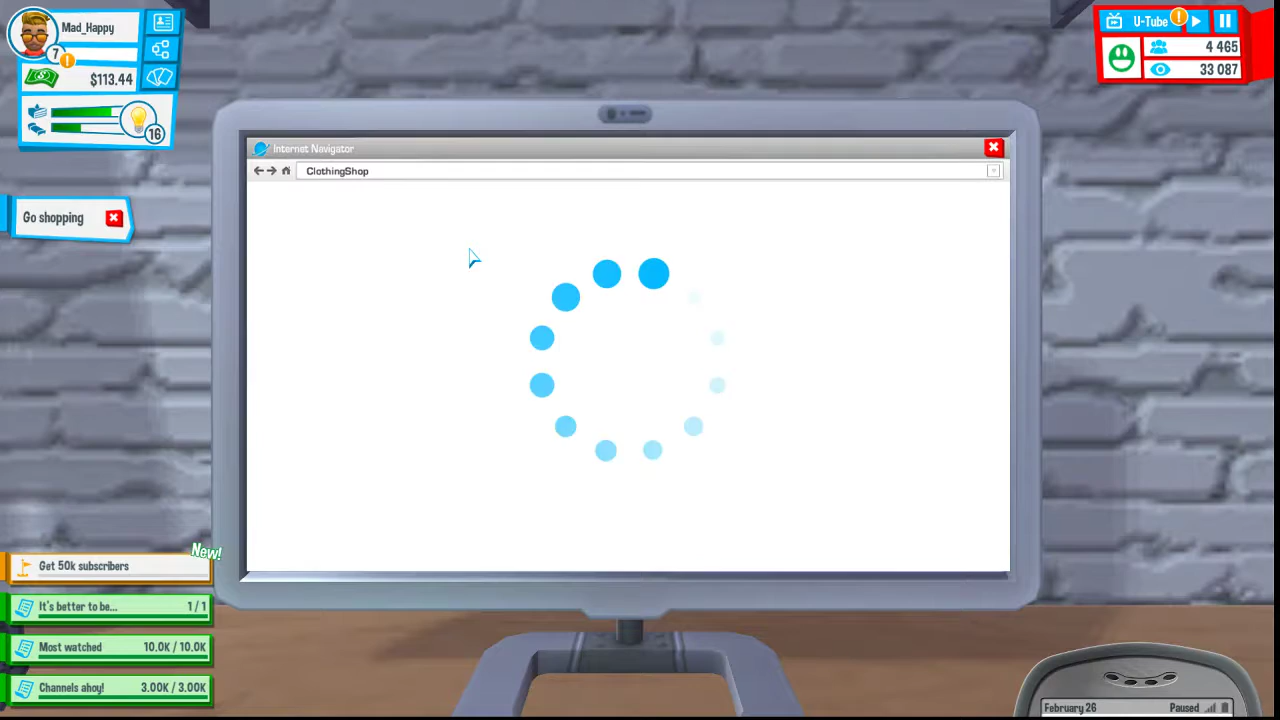 Mad_Happy
7
$113.44
16
U-Tube
4 465
33 087
Internet Navigator
ClothingShop
Go shopping
New!
Get 50k subscribers
It's better to be... 1 / 1
Most watched 10.0K / 10.0K
Channels ahoy! 3.00K / 3.00K
February 26 Paused